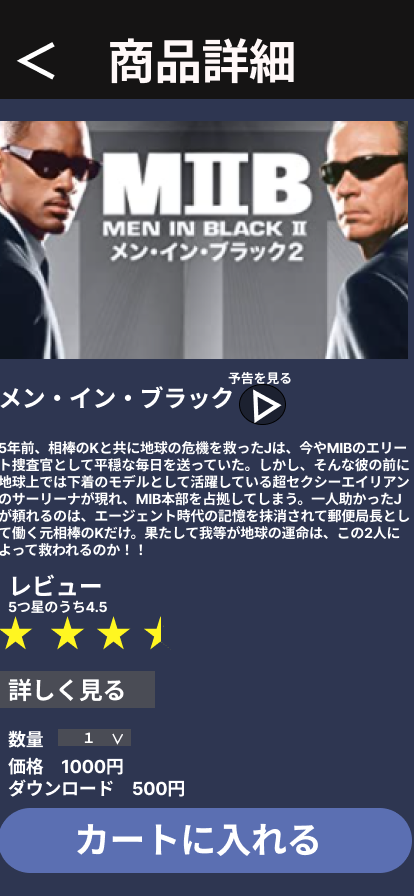 商品詳細
MIIB
MEN IN BLACK II
メン・イン・ブラック2
予告を見る
メン・イン・ブラック
5年前、相棒のKと共に地球の危機を救ったJは、今やMIBのエリー
ト捜査官として平穏な毎日を送っていた。しかし、そんな彼の前に
地球上では下着のモデルとして活躍している超セクシーエイリアン
のサーリーナが現れ、MIB本部を占拠してしまう。一人助かったJ
が頼れるのは、エージェント時代の記憶を抹消されて郵便局長とし
て働く元相棒のKだけ。果たして我等が地球の運命は、この2人に
よって救われるのか！！
レビュー
5つ星のうち4.5
詳しく見る
数量 1
価格 1000円
ダウンロード 500円
カートに入れる